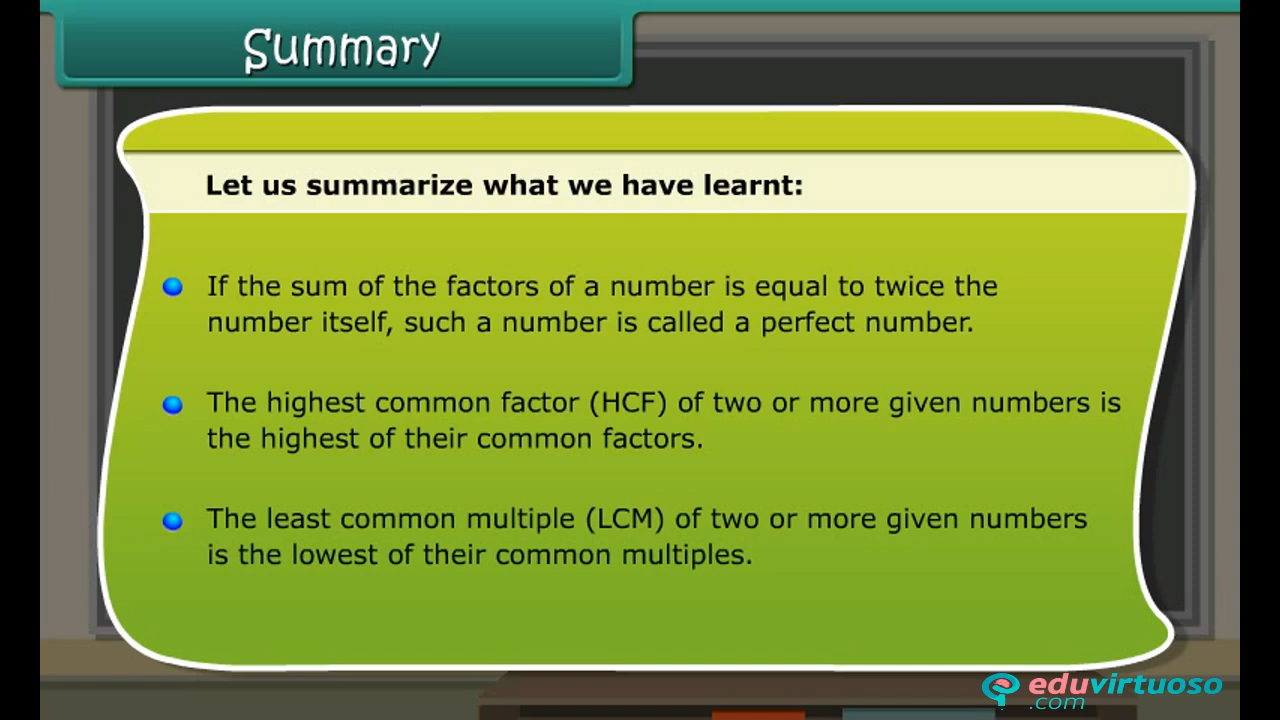 Summary
Let us summarize what we have learnt:
If the sum of the factors of a number is equal to twice the
number itself, such a number is called a perfect number.
The highest common factor (HCF) of two or more given numbers is
the highest of their common factors.
The least common multiple (LCM) of two or more given numbers
is the lowest of their common multiples.
eduvirtuoso
.com